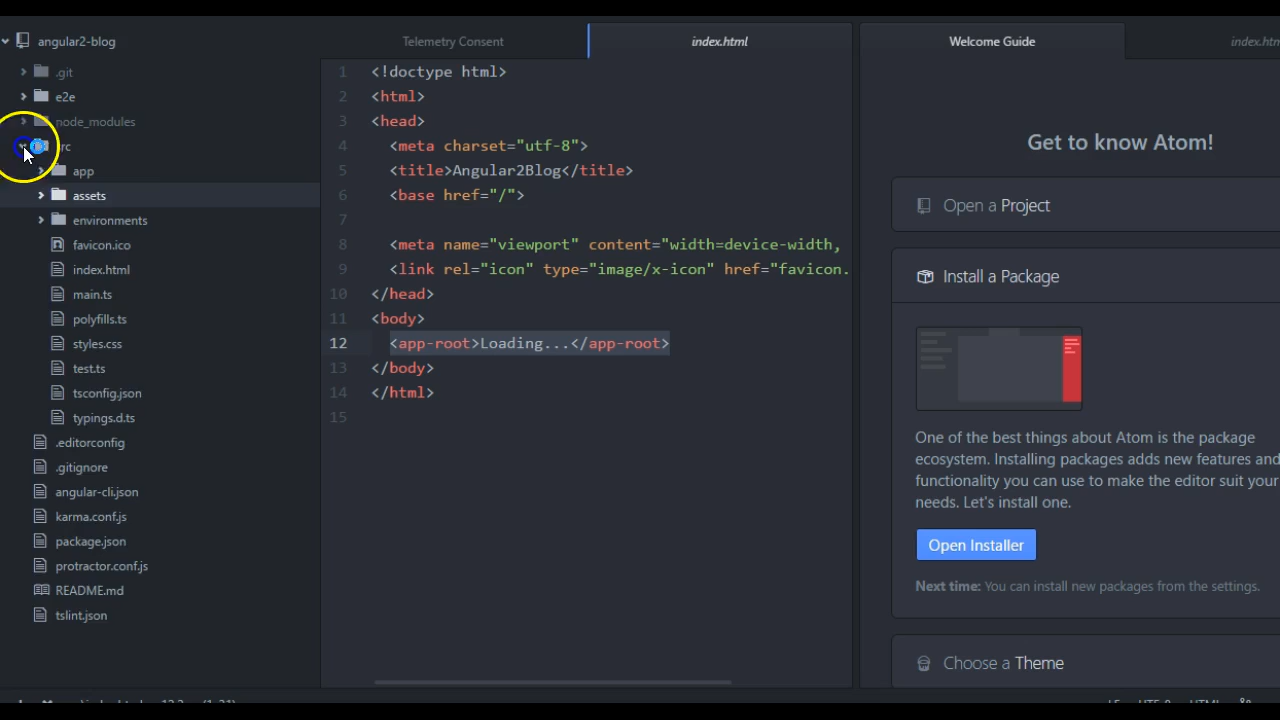 angular2-blog
.git
e2e
node_modules
src
app
assets
environments
favicon.ico
index.html
main.ts
polyfills.ts
styles.css
test.ts
tsconfig.json
typings.d.ts
.editorconfig
.gitignore
angular-cli.json
karma.conf.js
package.json
protractor.conf.js
README.md
tslint.json
Telemetry Consent
index.html
1 <!doctype html>
2 <html>
3 <head>
4 <meta charset="utf-8">
5 <title>Angular2Blog</title>
6 <base href="/">
7
8 <meta name="viewport" content="width=device-width,
9 <link rel="icon" type="image/x-icon" href="favicon.
10 </head>
11 <body>
12 <app-root>Loading...</app-root>
13 </body>
14 </html>
15
Welcome Guide
Get to know Atom!
Open a Project
Install a Package
One of the best things about Atom is the package
ecosystem. Installing packages adds new features and
functionality you can use to make the editor suit your
needs. Let's install one.
Open Installer
Next time: You can install new packages from the settings.
Choose a Theme